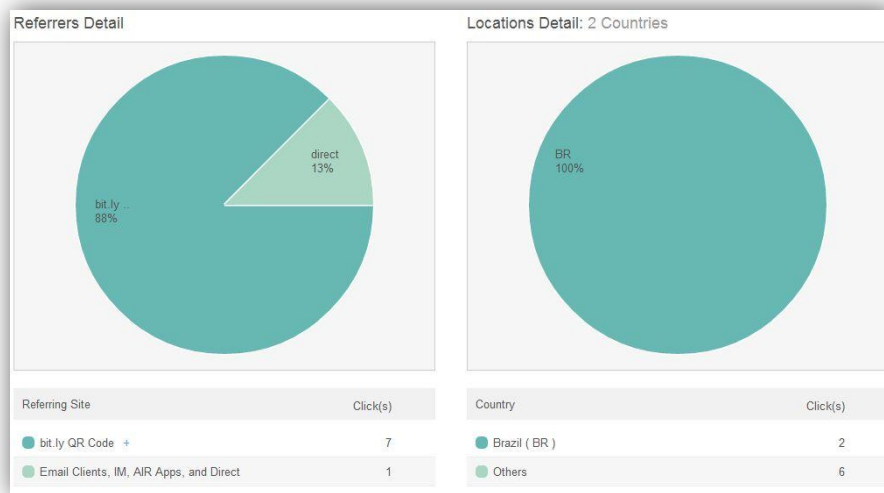 Referrers Detail
direct
13%
bit.ly ...
88%
Referring Site Click(s)
bit.ly QR Code + 7
Email Clients, IM, AIR Apps, and Direct 1
Locations Detail: 2 Countries
BR
100%
Country Click(s)
Brazil ( BR ) 2
Others 6